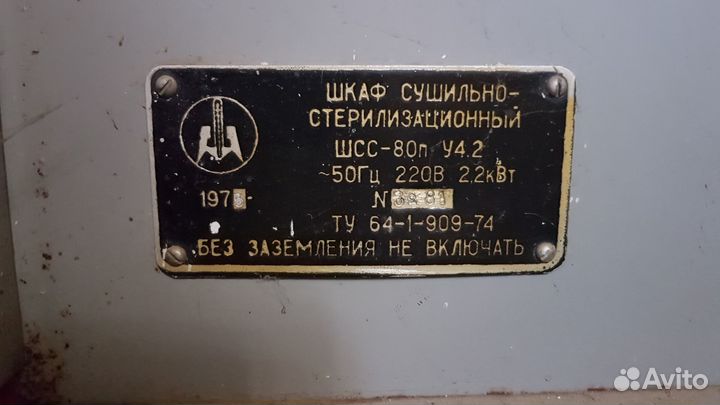 ШКАФ СУШИЛЬНО-
СТЕРИЛИЗАЦИОННЫЙ
ШСС-80п У4.2
~50Гц 220В 2,2кВт
197 N
ТУ 64-1-909-74
БЕЗ ЗАЗЕМЛЕНИЯ НЕ ВКЛЮЧАТЬ
Avito